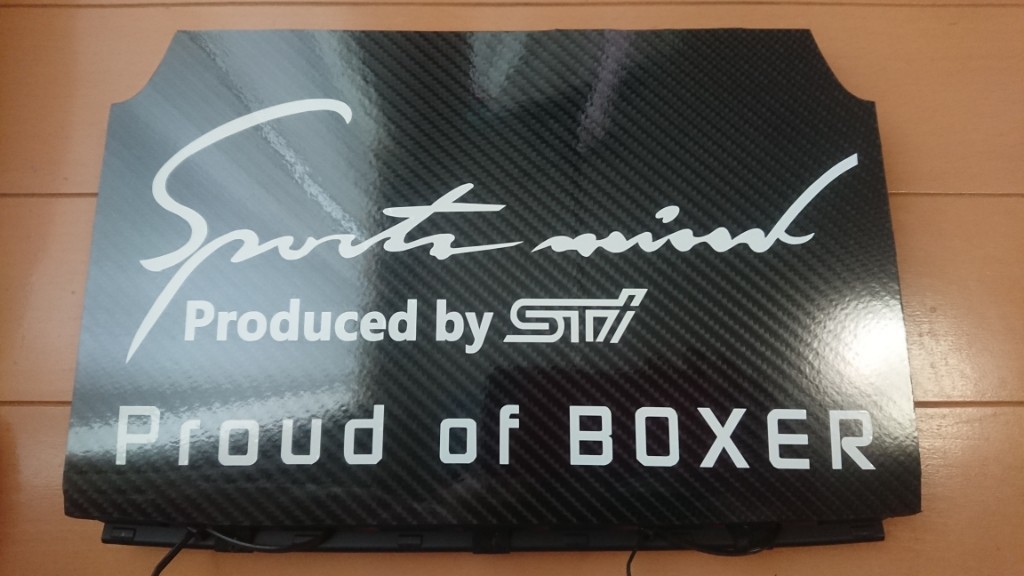 Sports mind
Produced by STI
Proud of BOXER